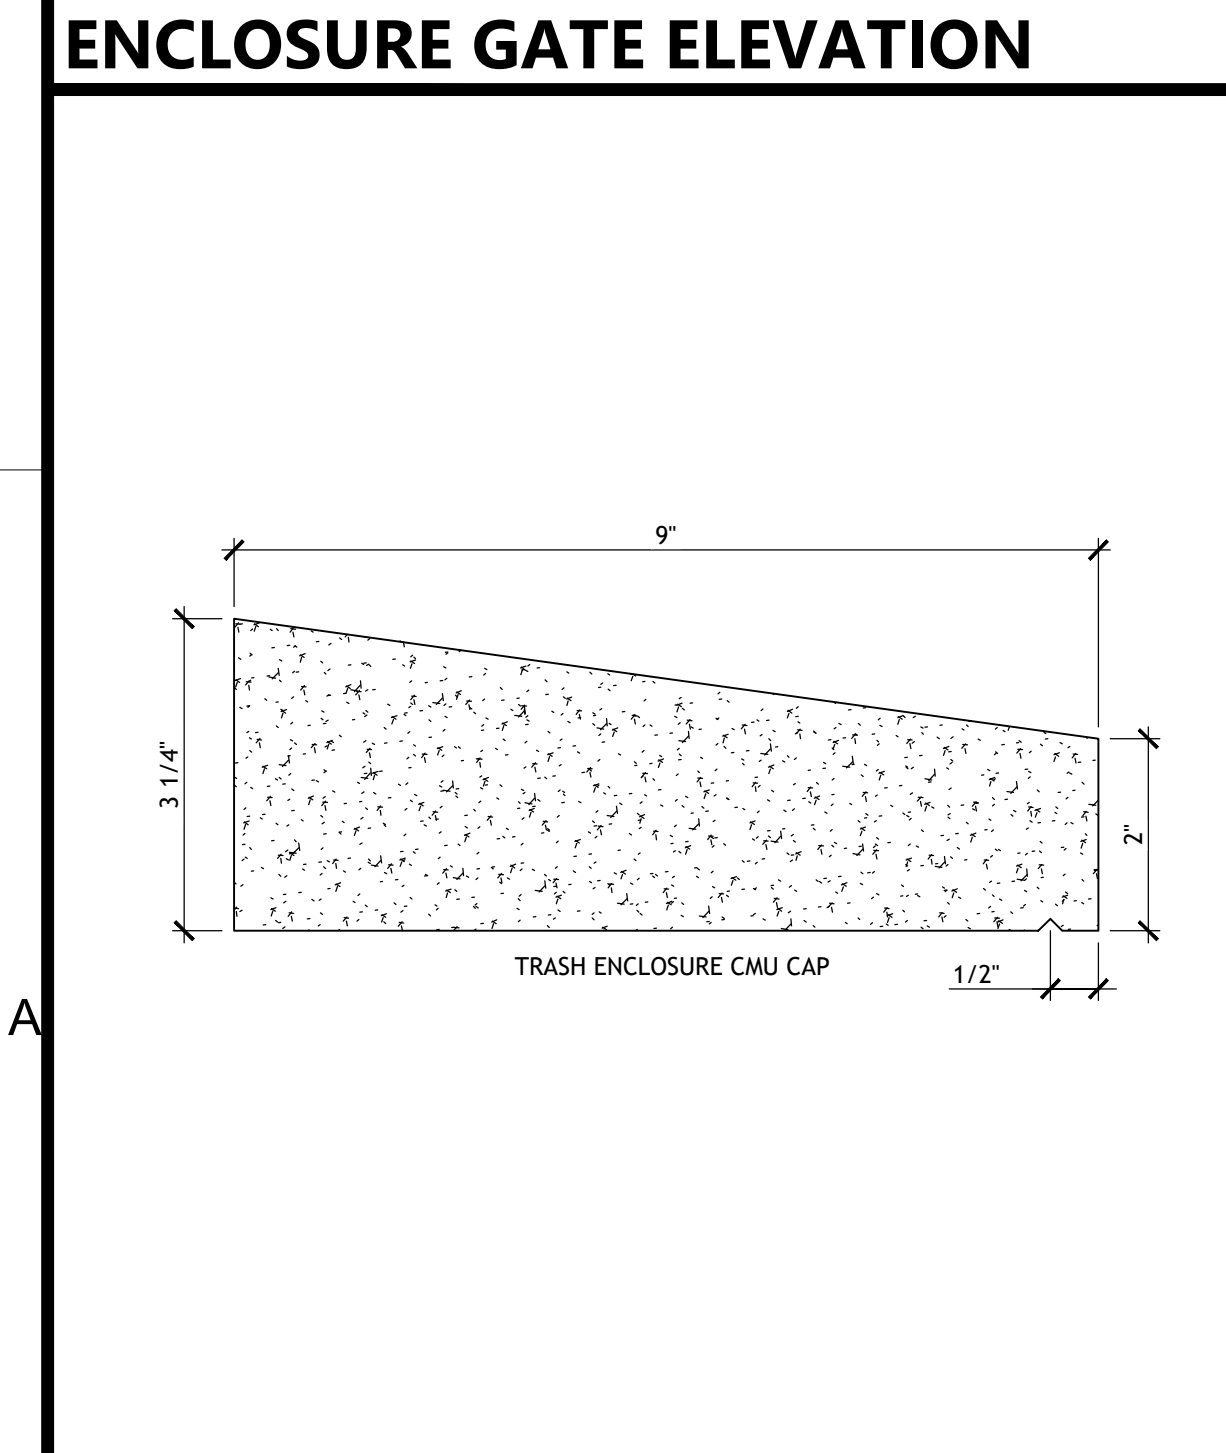 ENCLOSURE GATE ELEVATION
9"
3 1/4"
2"
TRASH ENCLOSURE CMU CAP
1/2"
A